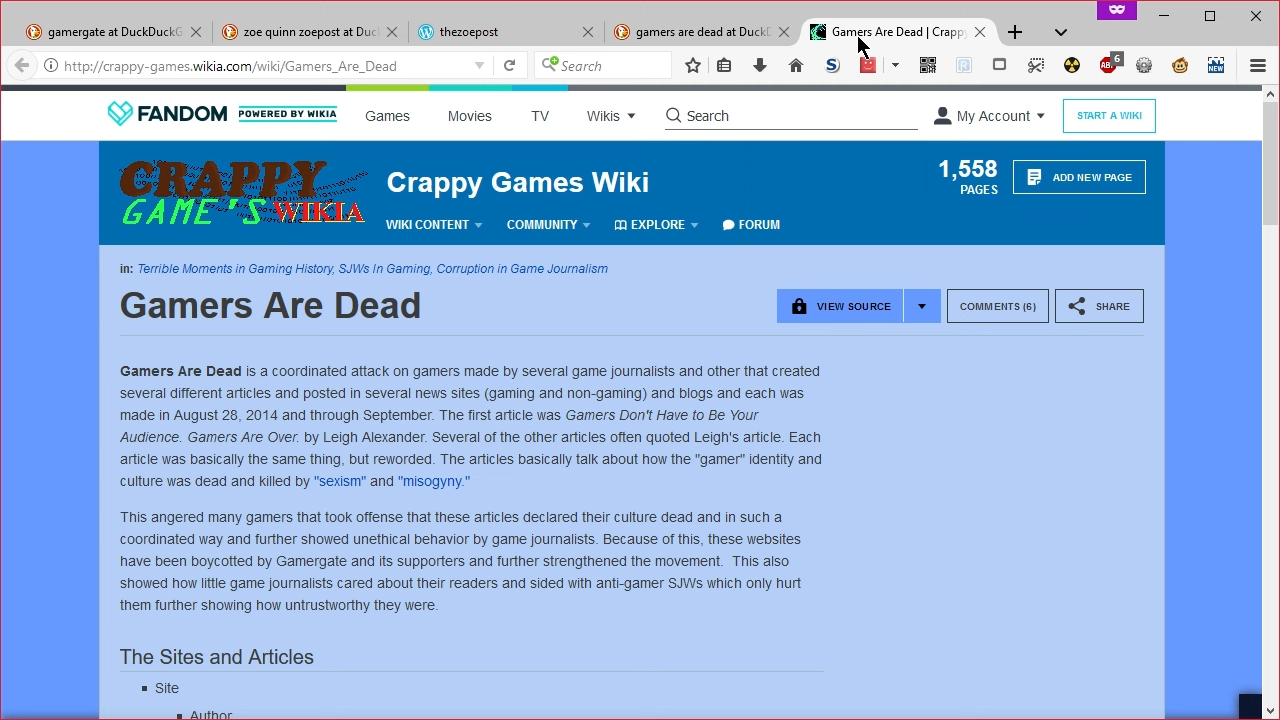 gamergate at DuckDuckG
zoe quinn zoepost at Duc
thezoepost
gamers are dead at DuckD
Gamers Are Dead | Crappy
http://crappy-games.wikia.com/wiki/Gamers_Are_Dead
Search
6
NEW
FANDOM
POWERED BY WIKIA
Games
Movies
TV
Wikis
Search
My Account
START A WIKI
CRAPPY
GAME'S WIKIA
Crappy Games Wiki
1,558
PAGES
ADD NEW PAGE
WIKI CONTENT
COMMUNITY
EXPLORE
FORUM
in: Terrible Moments in Gaming History, SJWs In Gaming, Corruption in Game Journalism
Gamers Are Dead
VIEW SOURCE
COMMENTS (6)
SHARE
Gamers Are Dead is a coordinated attack on gamers made by several game journalists and other that created
several different articles and posted in several news sites (gaming and non-gaming) and blogs and each was
made in August 28, 2014 and through September. The first article was Gamers Don't Have to Be Your
Audience. Gamers Are Over. by Leigh Alexander. Several of the other articles often quoted Leigh's article. Each
article was basically the same thing, but reworded. The articles basically talk about how the "gamer" identity and
culture was dead and killed by "sexism" and "misogyny."
This angered many gamers that took offense that these articles declared their culture dead and in such a
coordinated way and further showed unethical behavior by game journalists. Because of this, these websites
have been boycotted by Gamergate and its supporters and further strengthened the movement. This also
showed how little game journalists cared about their readers and sided with anti-gamer SJWs which only hurt
them further showing how untrustworthy they were.
The Sites and Articles
Site
Author